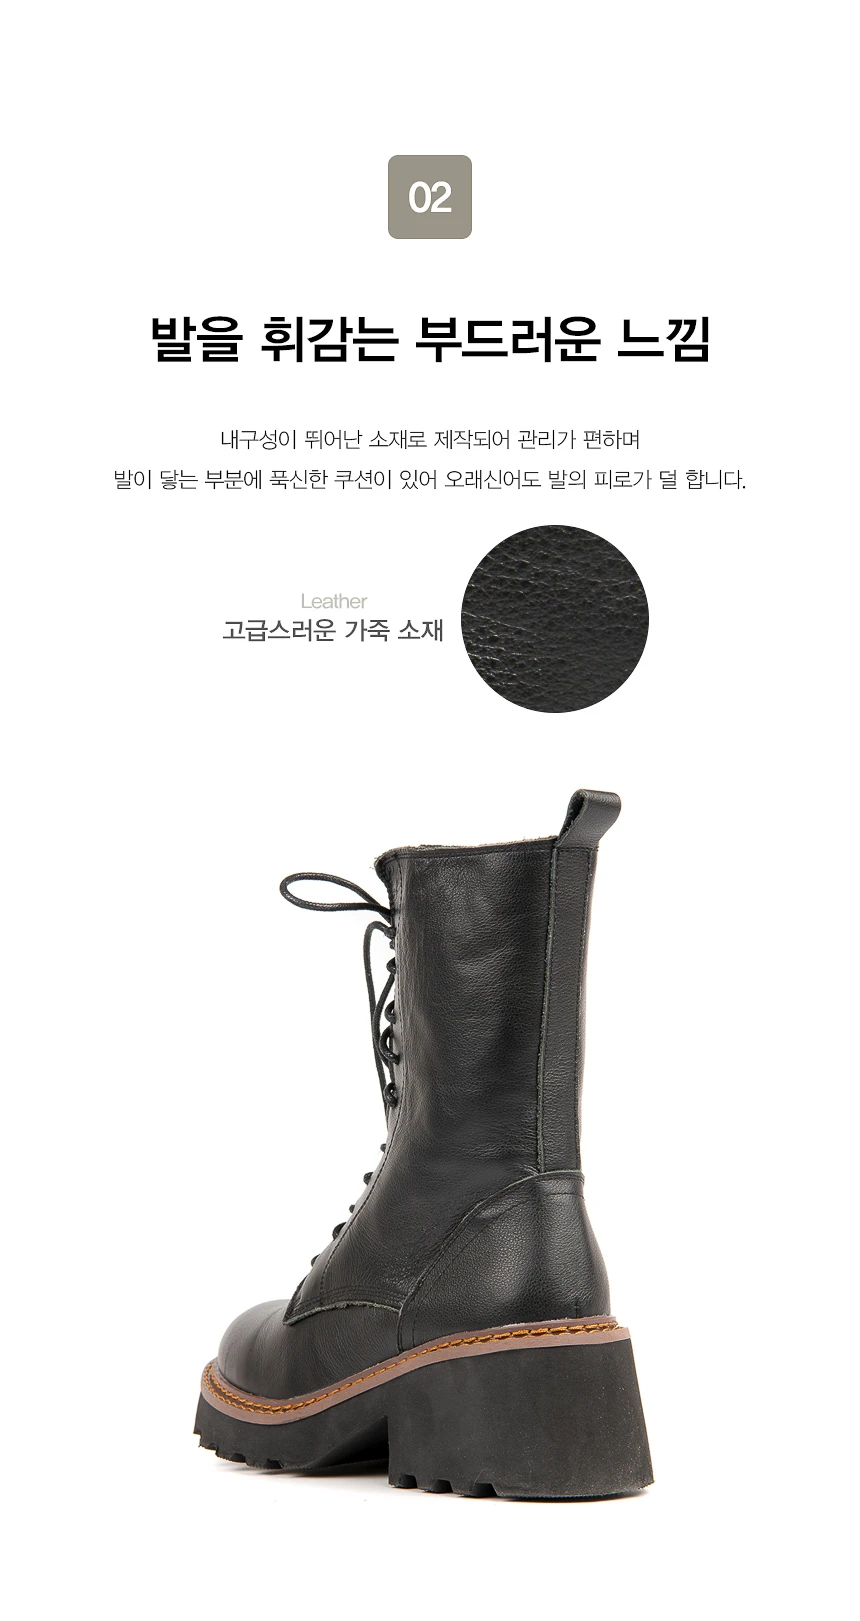 02
발을 휘감는 부드러운 느낌
내구성이 뛰어난 소재로 제작되어 관리가 편하며
발이 닿는 부분에 푹신한 쿠션이 있어 오래신어도 발의 피로가 덜 합니다.
Leather
고급스러운 가죽 소재